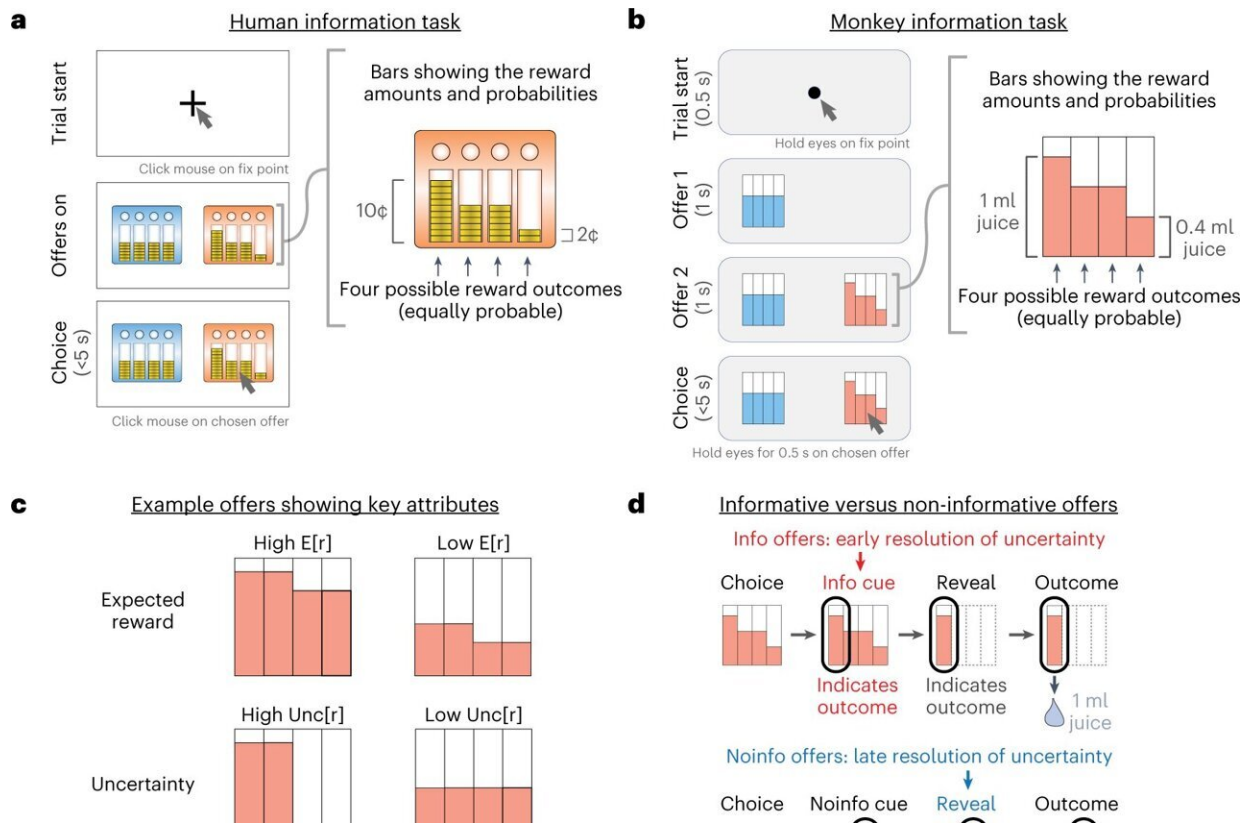 a
Human information task
Trial start
Click mouse on fix point
Offers on
Choice
(<5 s)
Click mouse on chosen offer
Bars showing the reward
amounts and probabilities
10¢
2¢
Four possible reward outcomes
(equally probable)
b
Monkey information task
Trial start
(0.5 s)
Hold eyes on fix point
Offer 1
(1 s)
Offer 2
(1 s)
Choice
(<5 s)
Hold eyes for 0.5 s on chosen offer
Bars showing the reward
amounts and probabilities
1 ml
juice
0.4 ml
juice
Four possible reward outcomes
(equally probable)
c
Example offers showing key attributes
High E[r]
Low E[r]
Expected
reward
High Unc[r]
Low Unc[r]
Uncertainty
d
Informative versus non-informative offers
Info offers: early resolution of uncertainty
Choice
Info cue
Reveal
Outcome
Indicates
outcome
Indicates
outcome
1 ml
juice
Noinfo offers: late resolution of uncertainty
Choice
Noinfo cue
Reveal
Outcome